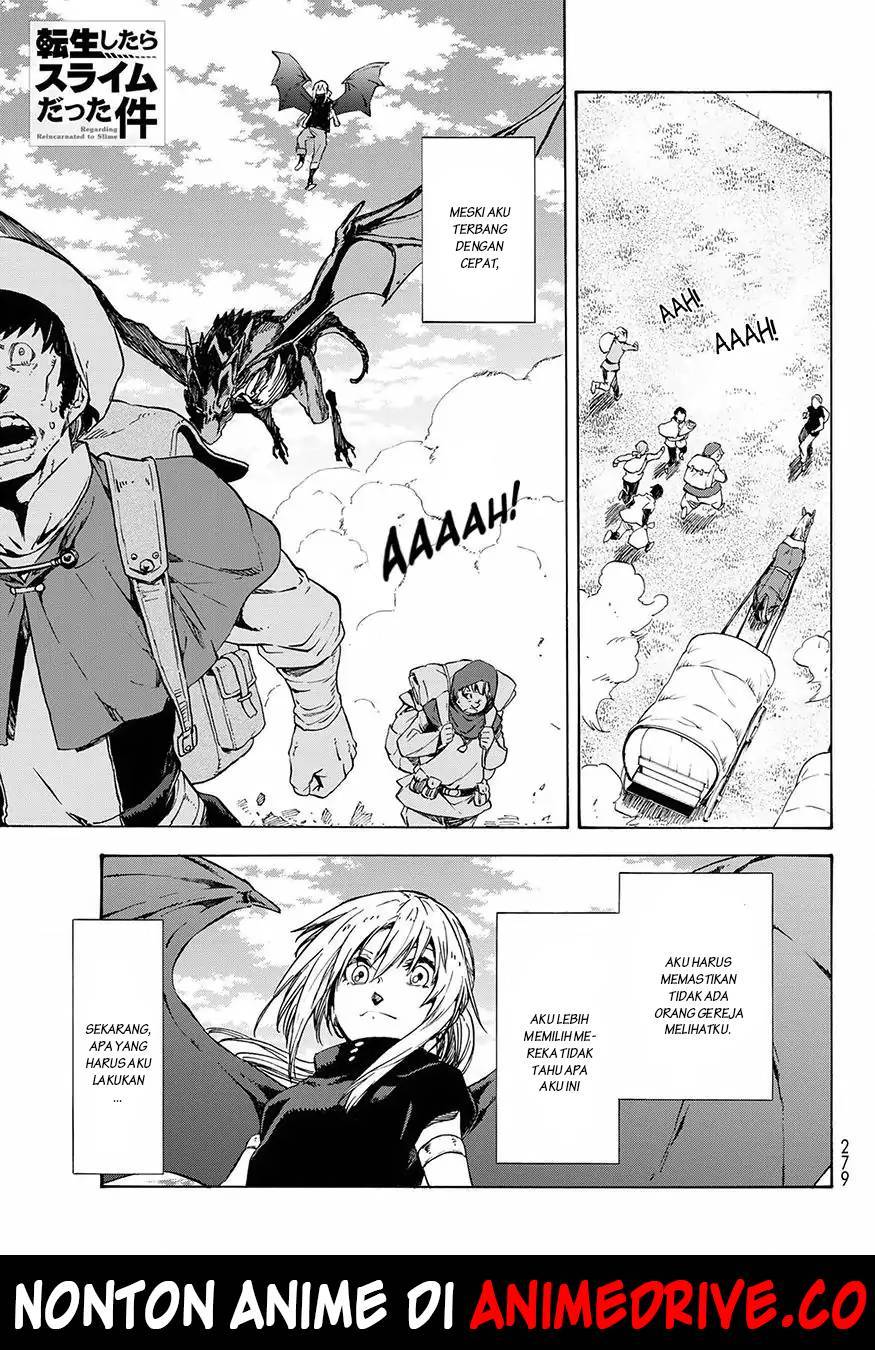 転生したら
スライム
だった件
Regarding
Reincarnated to Slime
AAH!
AAAH!
MESKI AKU
TERBANG
DENGAN
CEPAT,
AAAAH!
AKU HARUS
MEMASTIKAN
TIDAK ADA
ORANG GEREJA
MELIHATKU.
AKU LEBIH
MEMILIH ME-
REKA TIDAK
TAHU APA
AKU INI
SEKARANG,
APA YANG
HARUS AKU
LAKUKAN
...
279
NONTON ANIME DI ANIMEDRIVE.CO